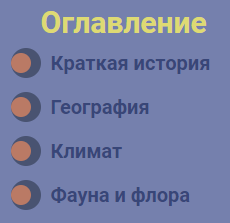 Оглавление
Краткая история
География
Климат
Фауна и флора